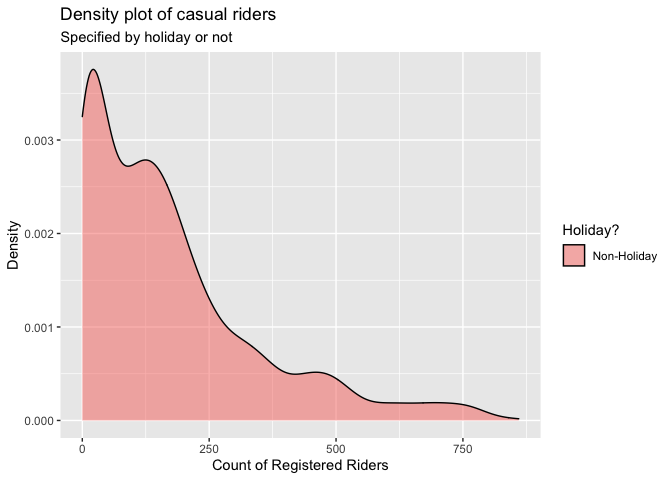 Density plot of casual riders
Specified by holiday or not
Density
0.003
0.002
0.001
0.000
0
250
500
750
Count of Registered Riders
Holiday?
Non-Holiday